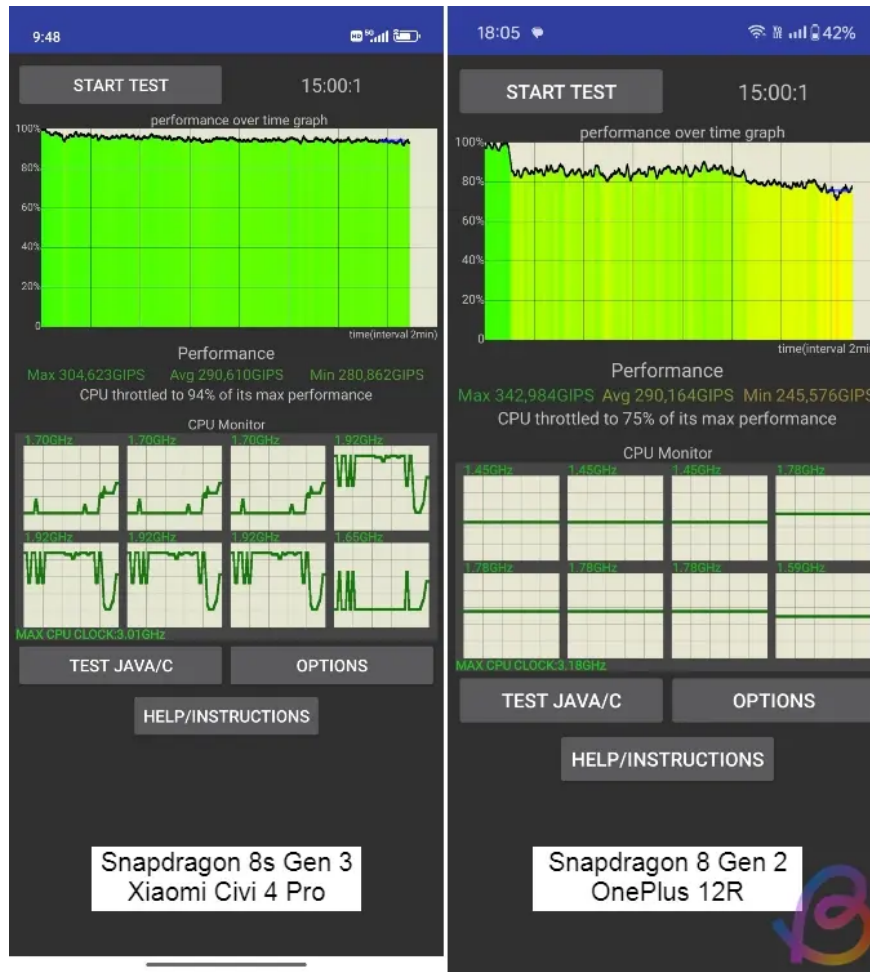 9:48
HD 5G
START TEST
15:00:1
performance over time graph
100%
80%
60%
40%
20%
0
time(interval 2min)
Performance
Max 304,623GIPS Avg 290,610GIPS Min 280,862GIPS
CPU throttled to 94% of its max performance
CPU Monitor
1.70GHz 1.70GHz 1.70GHz 1.92GHz
1.92GHz 1.92GHz 1.92GHz 1.65GHz
MAX CPU CLOCK:3.01GHz
TEST JAVA/C
OPTIONS
HELP/INSTRUCTIONS
Snapdragon 8s Gen 3
Xiaomi Civi 4 Pro
18:05
42%
START TEST
15:00:1
performance over time graph
100%
80%
60%
40%
20%
0
time(interval 2mi
Performance
Max 342,984GIPS Avg 290,164GIPS Min 245,576GIPS
CPU throttled to 75% of its max performance
CPU Monitor
1.45GHz 1.45GHz 1.45GHz 1.78GHz
1.78GHz 1.78GHz 1.78GHz 1.59GHz
MAX CPU CLOCK:3.18GHz
TEST JAVA/C
OPTIONS
HELP/INSTRUCTIONS
Snapdragon 8 Gen 2
OnePlus 12R